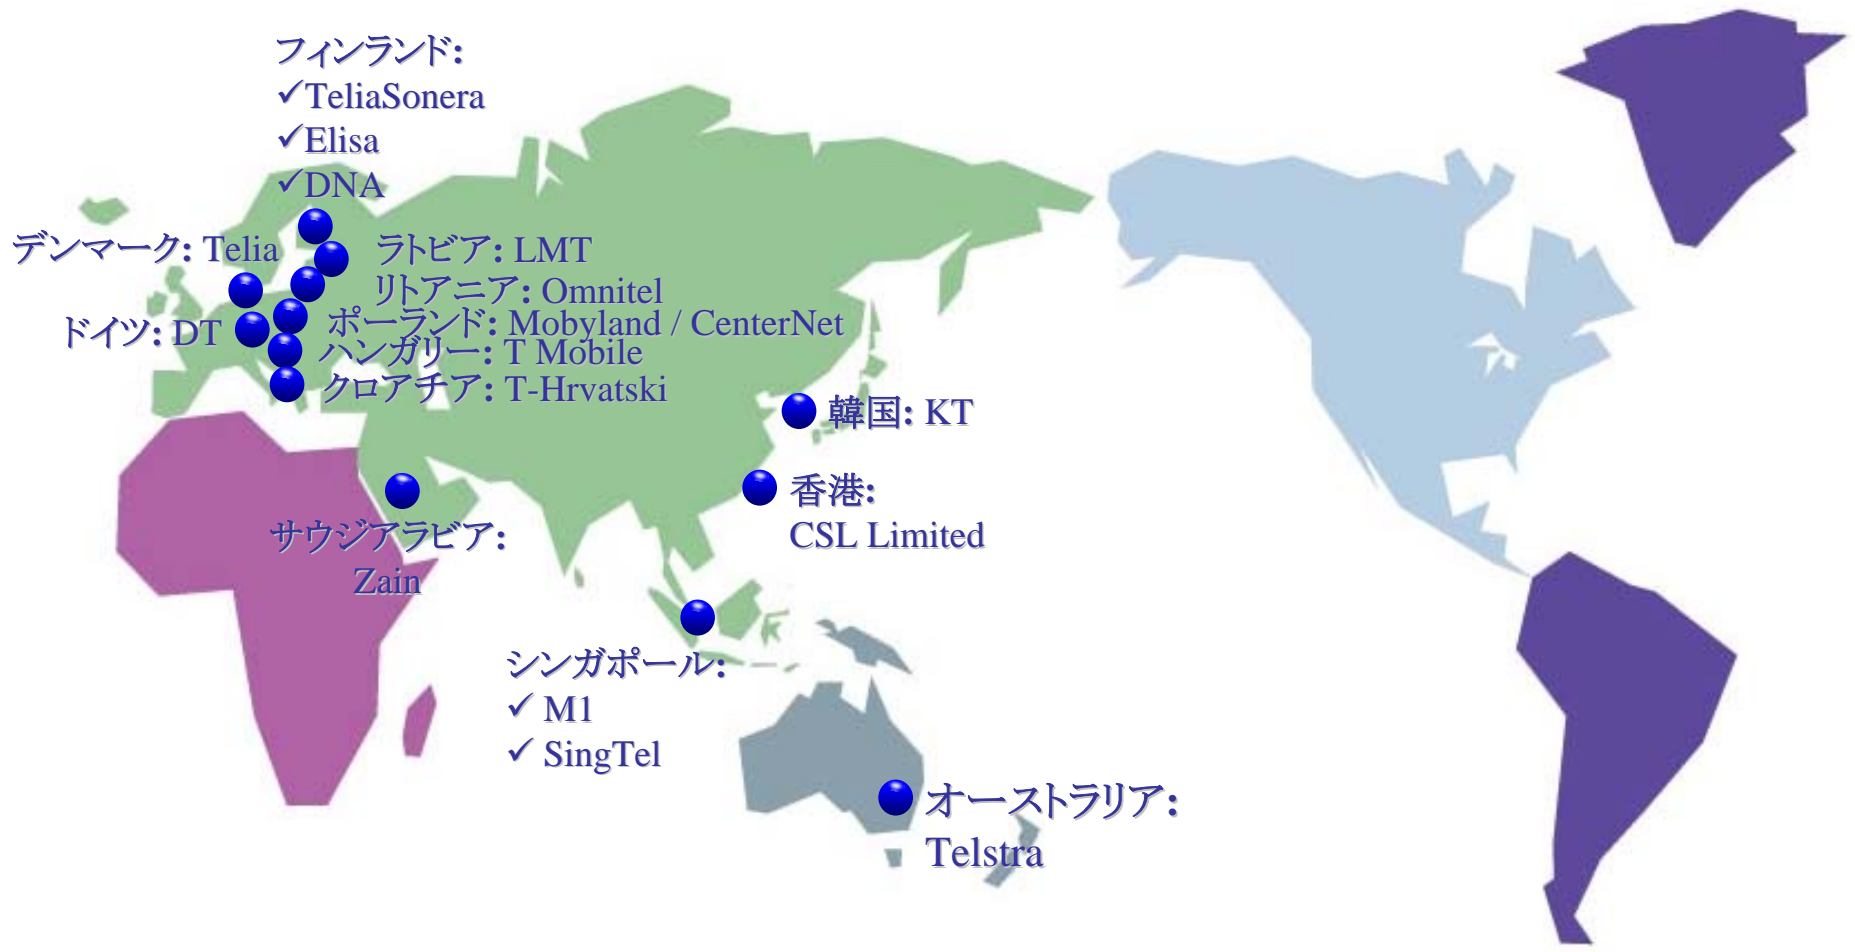 フィンランド:
✓TeliaSonera
✓Elisa
✓DNA
デンマーク: Telia
ラトビア: LMT
リトアニア: Omnitel
ドイツ: DT
ポーランド: Mobyland / CenterNet
ハンガリー: T Mobile
クロアチア: T-Hrvatski
韓国: KT
香港:
CSL Limited
サウジアラビア:
Zain
シンガポール:
✓ M1
✓ SingTel
オーストラリア:
Telstra